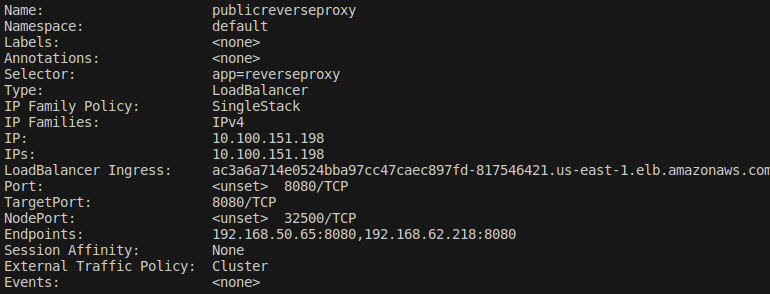 Name: publicreverseproxy
Namespace: default
Labels: <none>
Annotations: <none>
Selector: app=reverseproxy
Type: LoadBalancer
IP Family Policy: SingleStack
IP Families: IPv4
IP: 10.100.151.198
IPs: 10.100.151.198
LoadBalancer Ingress: ac3a6a714e0524bba97cc47caec897fd-817546421.us-east-1.elb.amazonaws.com
Port: <unset> 8080/TCP
TargetPort: 8080/TCP
NodePort: <unset> 32500/TCP
Endpoints: 192.168.50.65:8080,192.168.62.218:8080
Session Affinity: None
External Traffic Policy: Cluster
Events: <none>